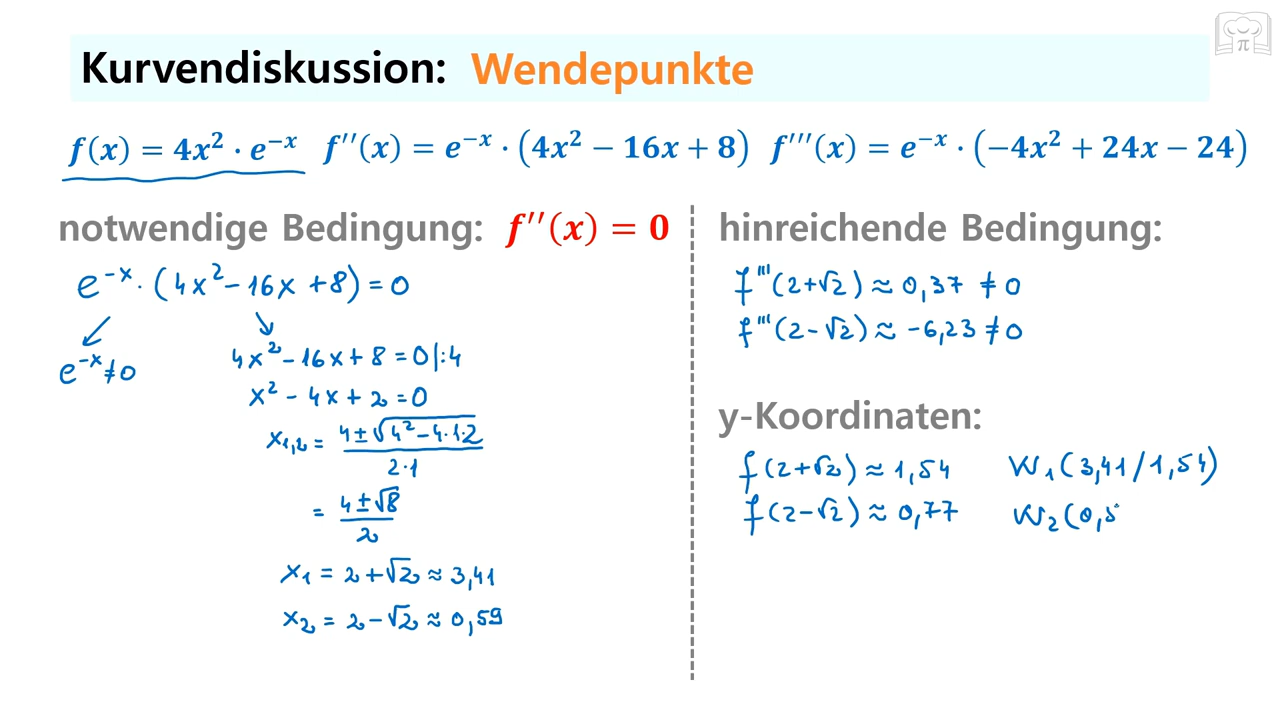 Kurvendiskussion: Wendepunkte
f(x) = 4x² · e⁻ˣ f''(x) = e⁻ˣ · (4x² − 16x + 8) f'''(x) = e⁻ˣ · (−4x² + 24x − 24)
notwendige Bedingung: f''(x) = 0
e⁻ˣ · (4x² − 16x + 8) = 0
e⁻ˣ ≠ 0
4x² − 16x + 8 = 0 |:4
x² − 4x + 2 = 0
x₁,₂ = (4 ± √(4² − 4·1·2)) / (2·1)
= (4 ± √8) / 2
x₁ = 2 + √2 ≈ 3,41
x₂ = 2 − √2 ≈ 0,59
hinreichende Bedingung:
f'''(2+√2) ≈ 0,37 ≠ 0
f'''(2−√2) ≈ −6,23 ≠ 0
y-Koordinaten:
f(2+√2) ≈ 1,54 W₁(3,41/1,54)
f(2−√2) ≈ 0,77 W₂(0,